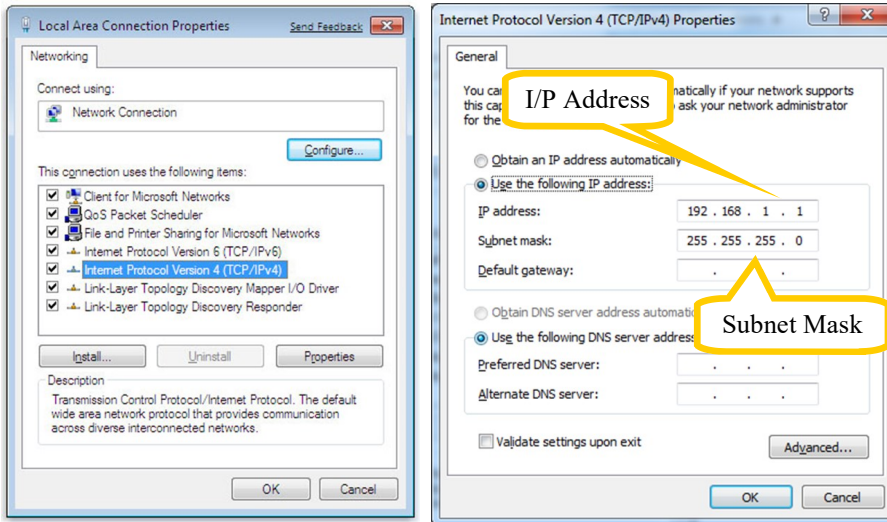 Local Area Connection Properties
Send Feedback
Networking
Connect using:
Network Connection
Configure...
This connection uses the following items:
Client for Microsoft Networks
QoS Packet Scheduler
File and Printer Sharing for Microsoft Networks
Internet Protocol Version 6 (TCP/IPv6)
Internet Protocol Version 4 (TCP/IPv4)
Link-Layer Topology Discovery Mapper I/O Driver
Link-Layer Topology Discovery Responder
Install...
Uninstall
Properties
Description
Transmission Control Protocol/Internet Protocol. The default
wide area network protocol that provides communication
across diverse interconnected networks.
OK
Cancel
Internet Protocol Version 4 (TCP/IPv4) Properties
General
You can matically if your network supports
this cap ask your network administrator
for the
I/P Address
Obtain an IP address automatically
Use the following IP address:
IP address:
192 . 168 . 1 . 1
Subnet mask:
255 . 255 . 255 . 0
Default gateway:
. . .
Obtain DNS server address automatic
Use the following DNS server address
Subnet Mask
Preferred DNS server:
. . .
Alternate DNS server:
. . .
Validate settings upon exit
Advanced...
OK
Cancel